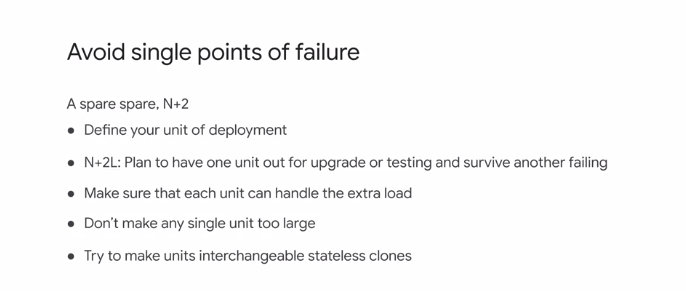 Avoid single points of failure
A spare spare, N+2
● Define your unit of deployment
● N+2L: Plan to have one unit out for upgrade or testing and survive another failing
● Make sure that each unit can handle the extra load
● Don't make any single unit too large
● Try to make units interchangeable stateless clones